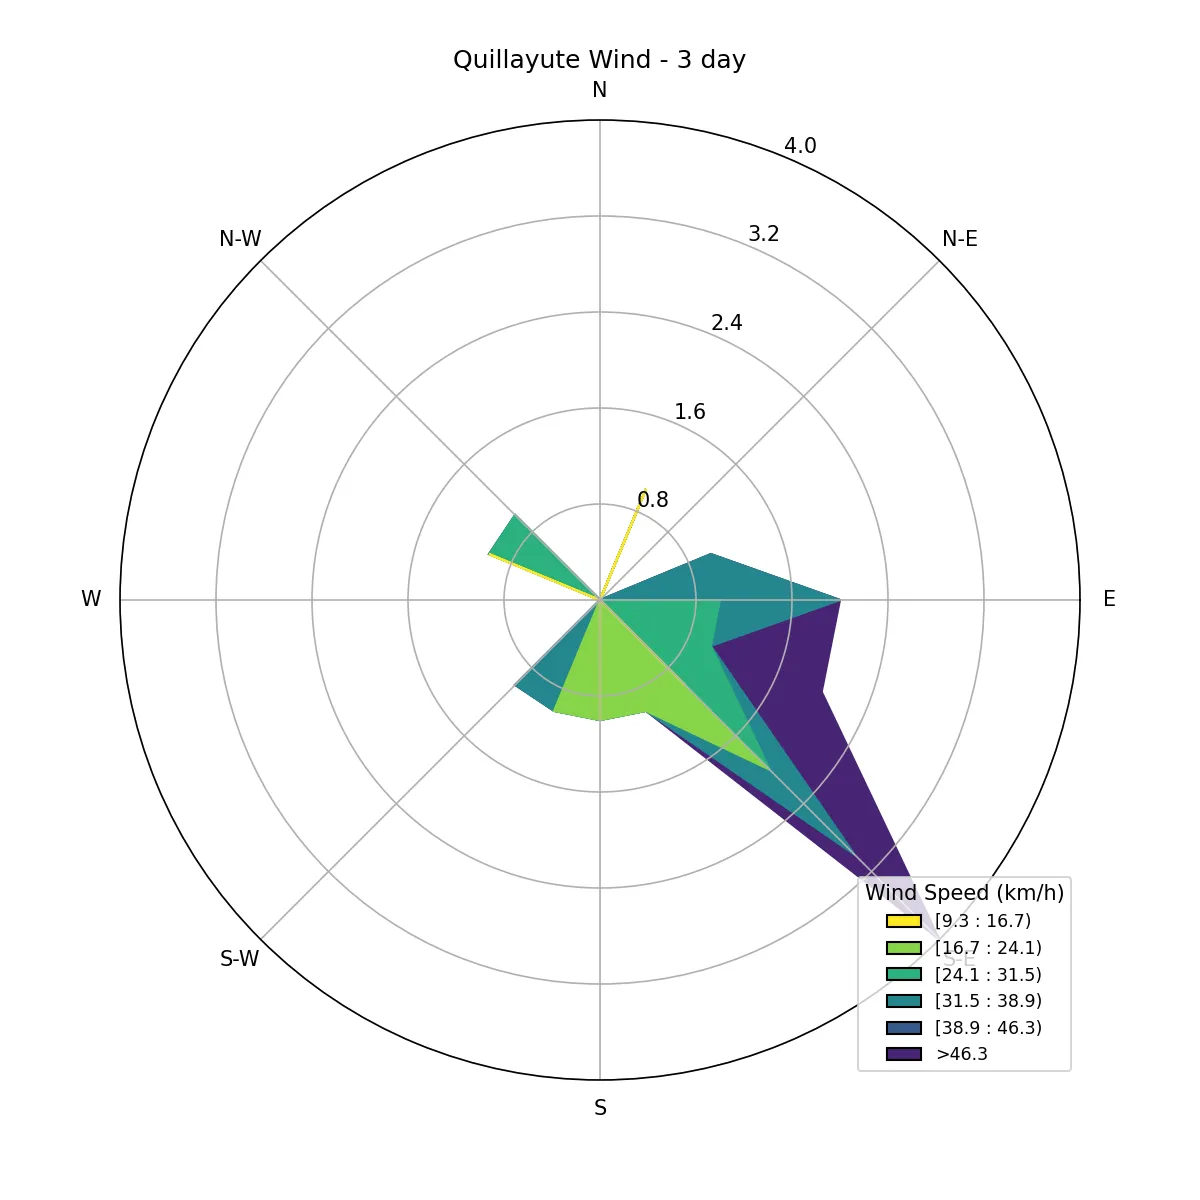 Quillayute Wind - 3 day
N
4.0
N-W
3.2
N-E
2.4
1.6
0.8
W
E
Wind Speed (km/h)
[9.3 : 16.7)
[16.7 : 24.1)
S-W
S-E
[24.1 : 31.5)
[31.5 : 38.9)
[38.9 : 46.3)
>46.3
S